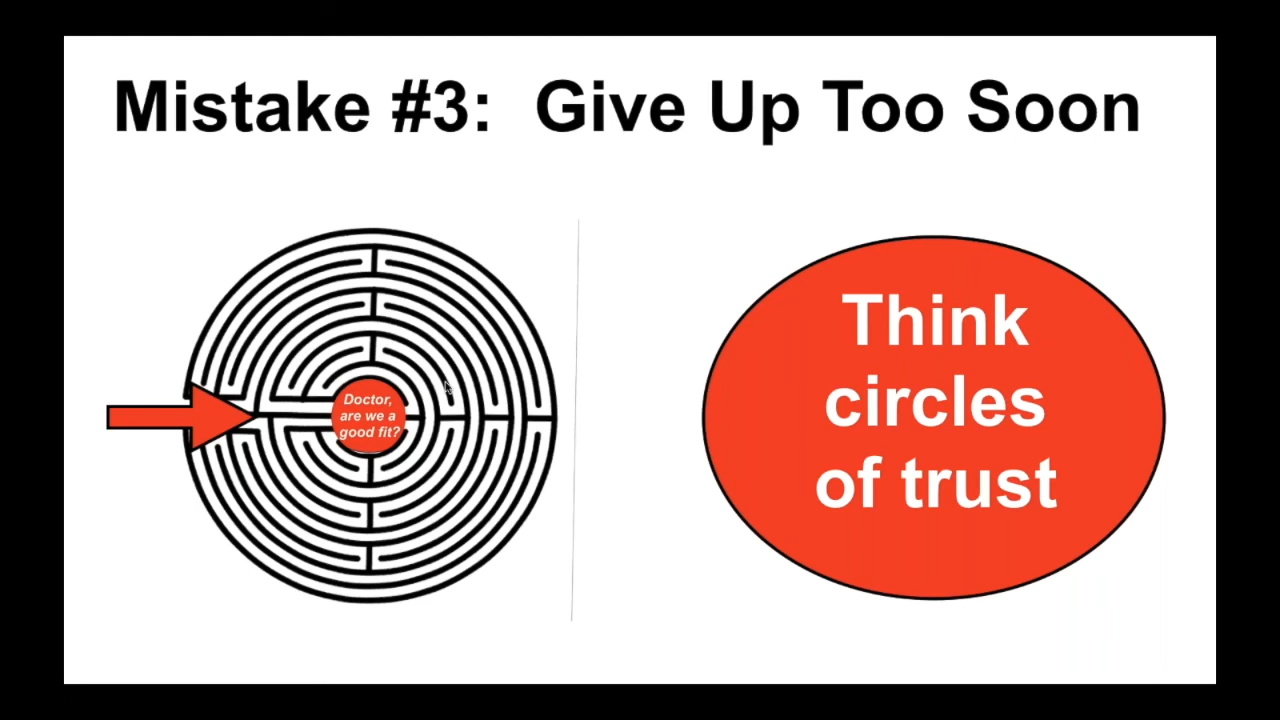 Mistake #3: Give Up Too Soon
Doctor,
are we a
good fit?
Think
circles
of trust